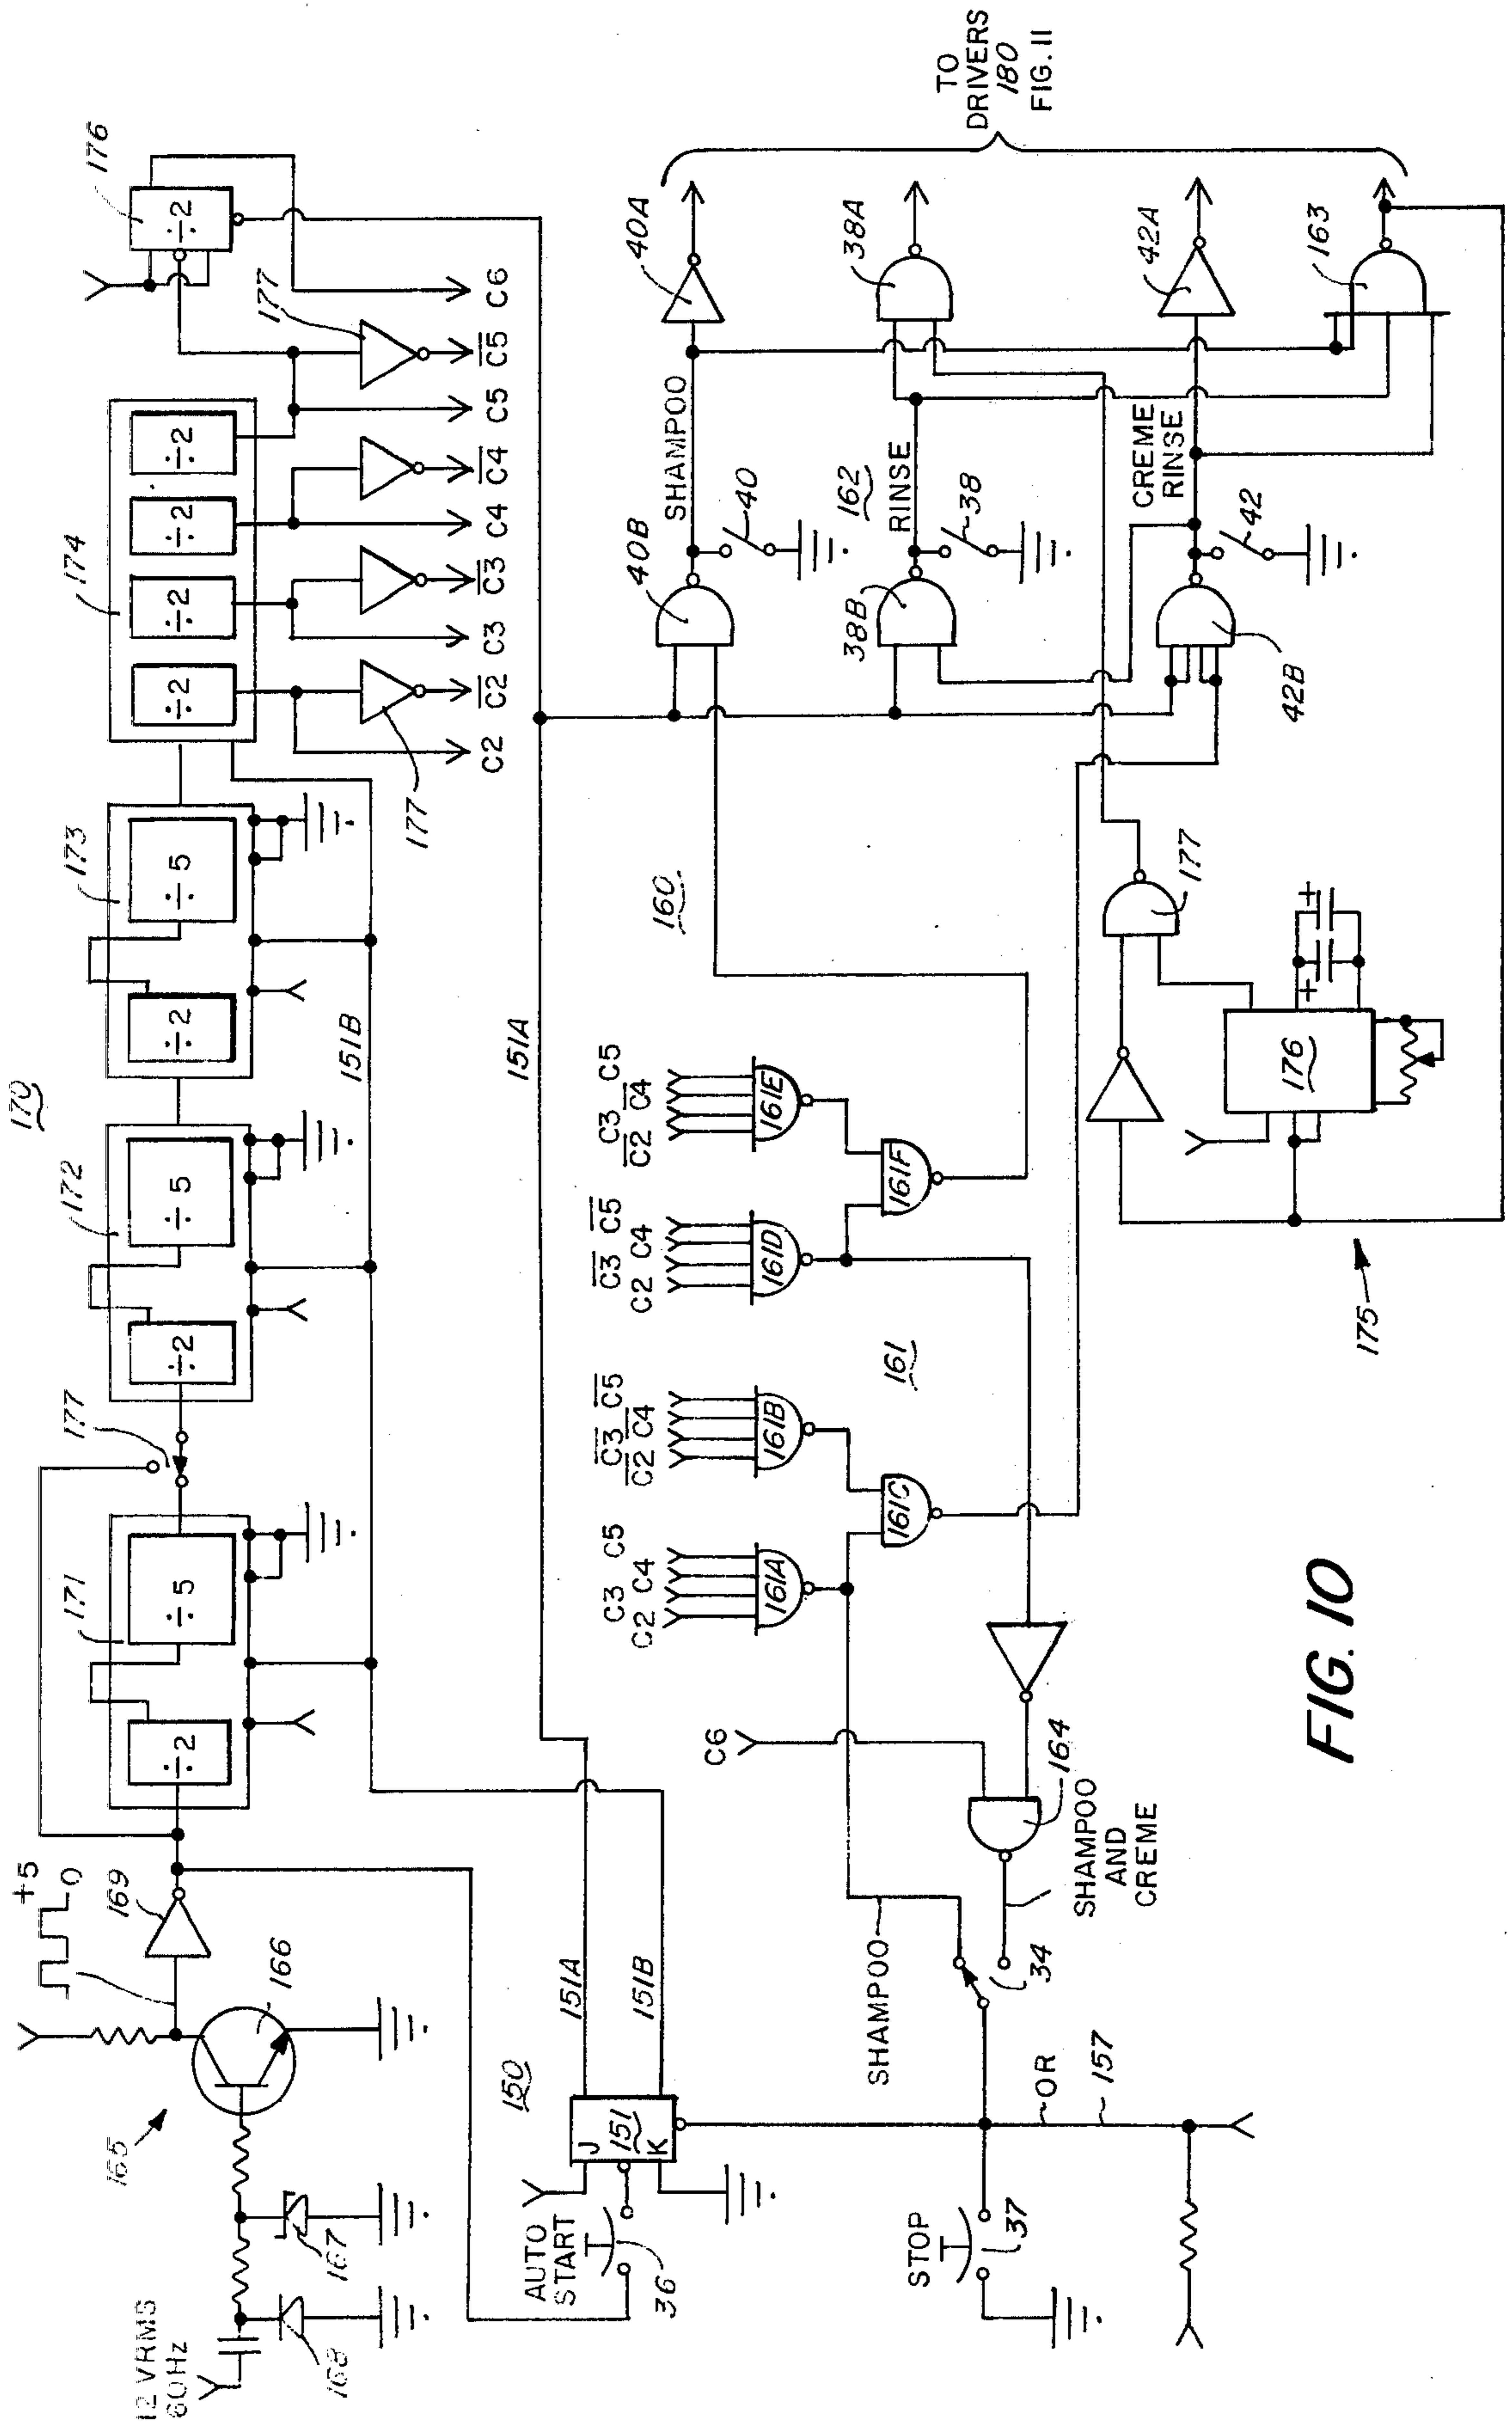 170
12 VRMS
60HZ
168
167
165
166
+5
0
169
171
÷2
÷5
177
172
÷2
÷5
173
÷2
÷5
174
÷2
÷2
÷2
÷2
176
÷2
177
177
C2
C2
C3
C3
C4
C4
C5
C5
C6
151B
151A
AUTO
START
36
150
J
151
K
151A
151B
STOP
37
OR
157
34
SHAMPOO
SHAMPOO
AND
CREME
164
C6
C3 C5
C2 C4
161A
C3 C5
C2 C4
161B
161C
161
C3 C5
C2 C4
161D
C3 C5
C2 C4
161E
161F
160
40B
SHAMPOO
40
40A
38B
162
RINSE
38
38A
42B
CREME
RINSE
42
42A
163
TO
DRIVERS
180
FIG. 11
177
176
+
+
175
FIG. 10